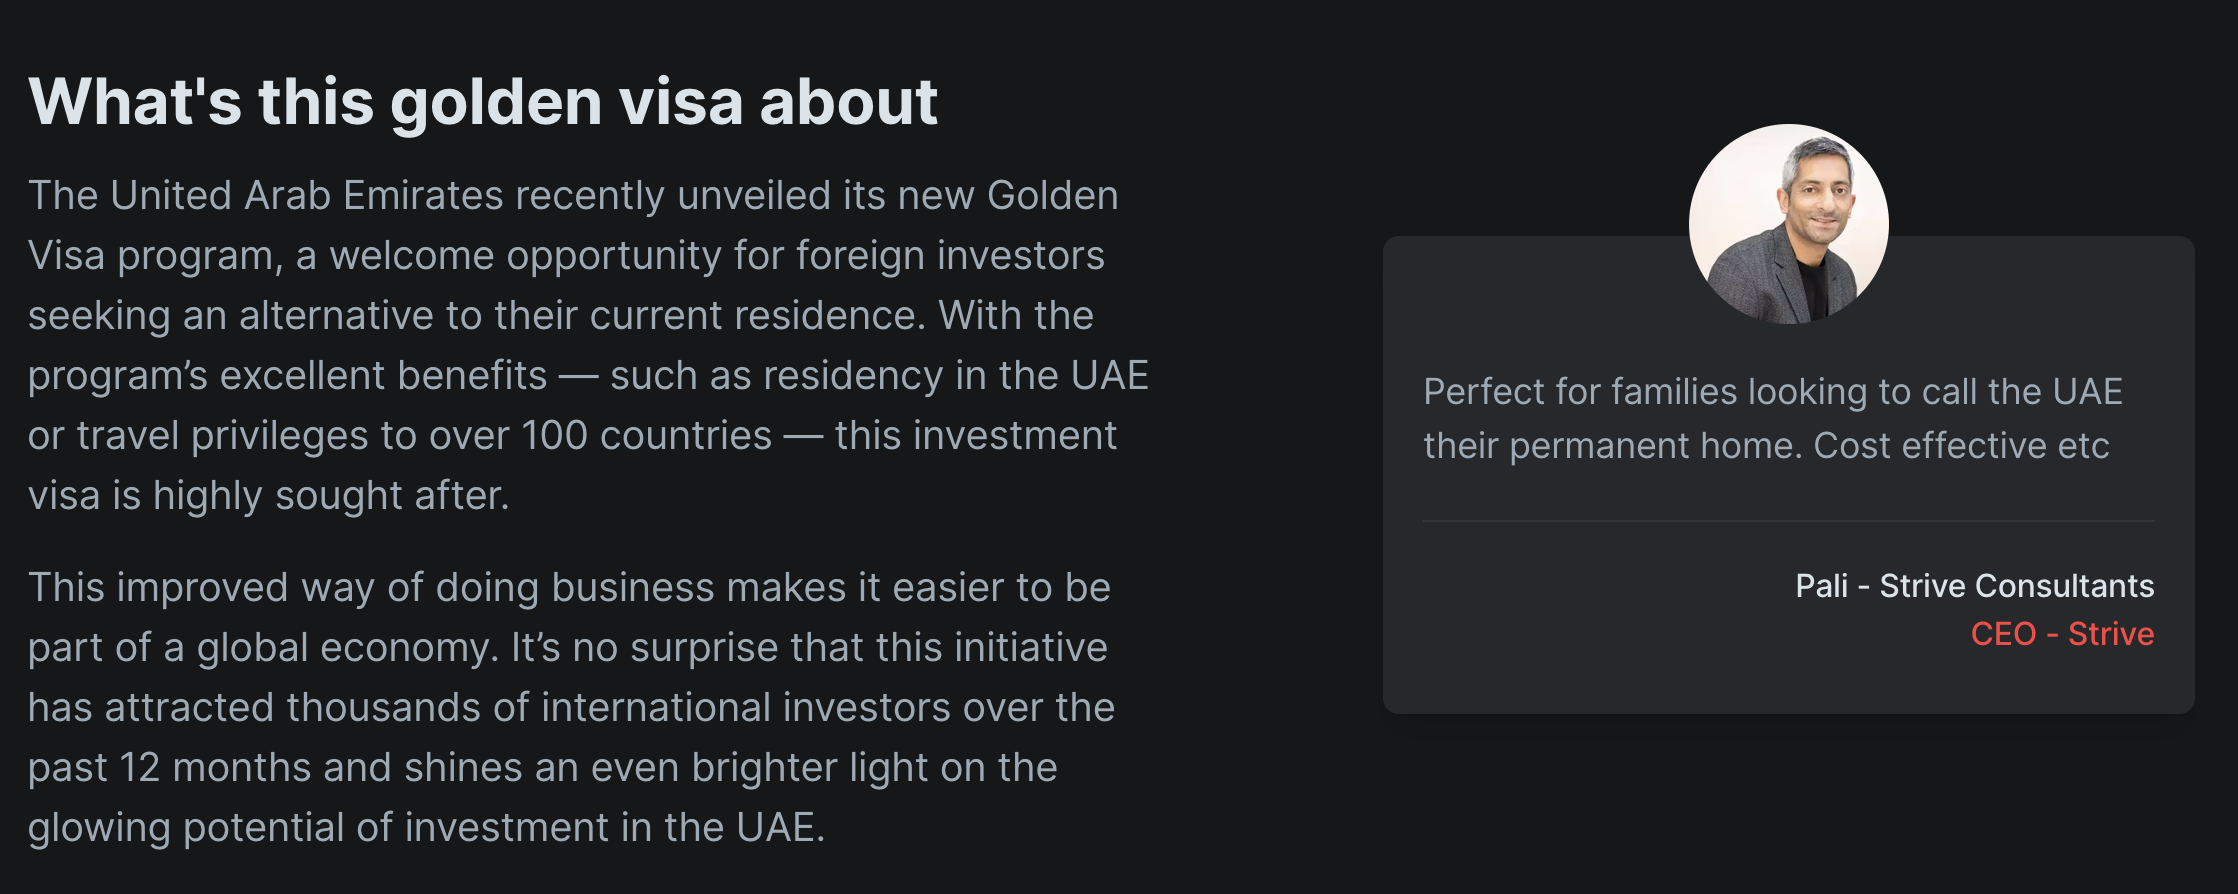 What's this golden visa about
The United Arab Emirates recently unveiled its new Golden
Visa program, a welcome opportunity for foreign investors
seeking an alternative to their current residence. With the
program’s excellent benefits — such as residency in the UAE
or travel privileges to over 100 countries — this investment
visa is highly sought after.
This improved way of doing business makes it easier to be
part of a global economy. It’s no surprise that this initiative
has attracted thousands of international investors over the
past 12 months and shines an even brighter light on the
glowing potential of investment in the UAE.
Perfect for families looking to call the UAE
their permanent home. Cost effective etc
Pali - Strive Consultants
CEO - Strive